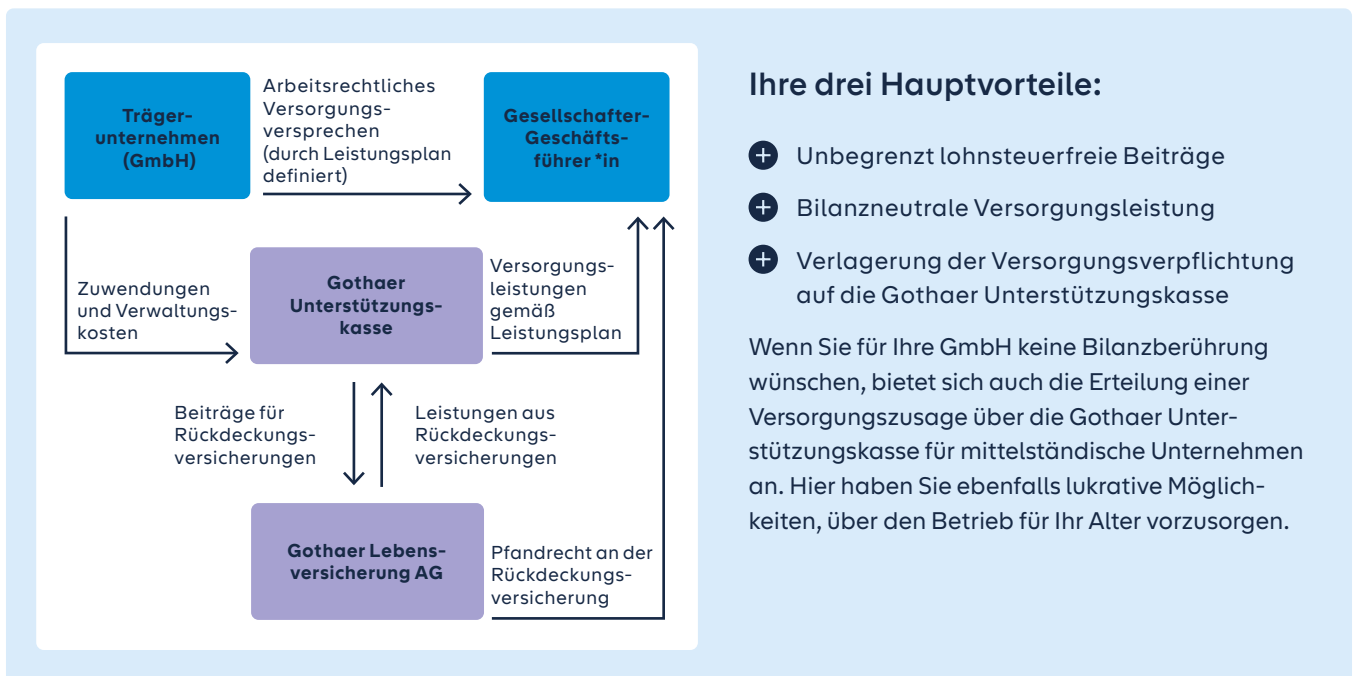 Träger-
unternehmen
(GmbH)
Arbeitsrechtliches
Versorgungs-
versprechen
(durch Leistungsplan
definiert)
Gesellschafter-
Geschäfts-
führer *in
Zuwendungen
und Verwaltungs-
kosten
Gothaer
Unterstützungs-
kasse
Versorgungs-
leistungen
gemäß
Leistungsplan
Beiträge für
Rückdeckungs-
versicherungen
Leistungen aus
Rückdeckungs-
versicherungen
Gothaer Lebens-
versicherung AG
Pfandrecht an der
Rückdeckungs-
versicherung
Ihre drei Hauptvorteile:
Unbegrenzt lohnsteuerfreie Beiträge
Bilanzneutrale Versorgungsleistung
Verlagerung der Versorgungsverpflichtung
auf die Gothaer Unterstützungskasse
Wenn Sie für Ihre GmbH keine Bilanzberührung
wünschen, bietet sich auch die Erteilung einer
Versorgungszusage über die Gothaer Unter-
stützungskasse für mittelständische Unternehmen
an. Hier haben Sie ebenfalls lukrative Möglich-
keiten, über den Betrieb für Ihr Alter vorzusorgen.